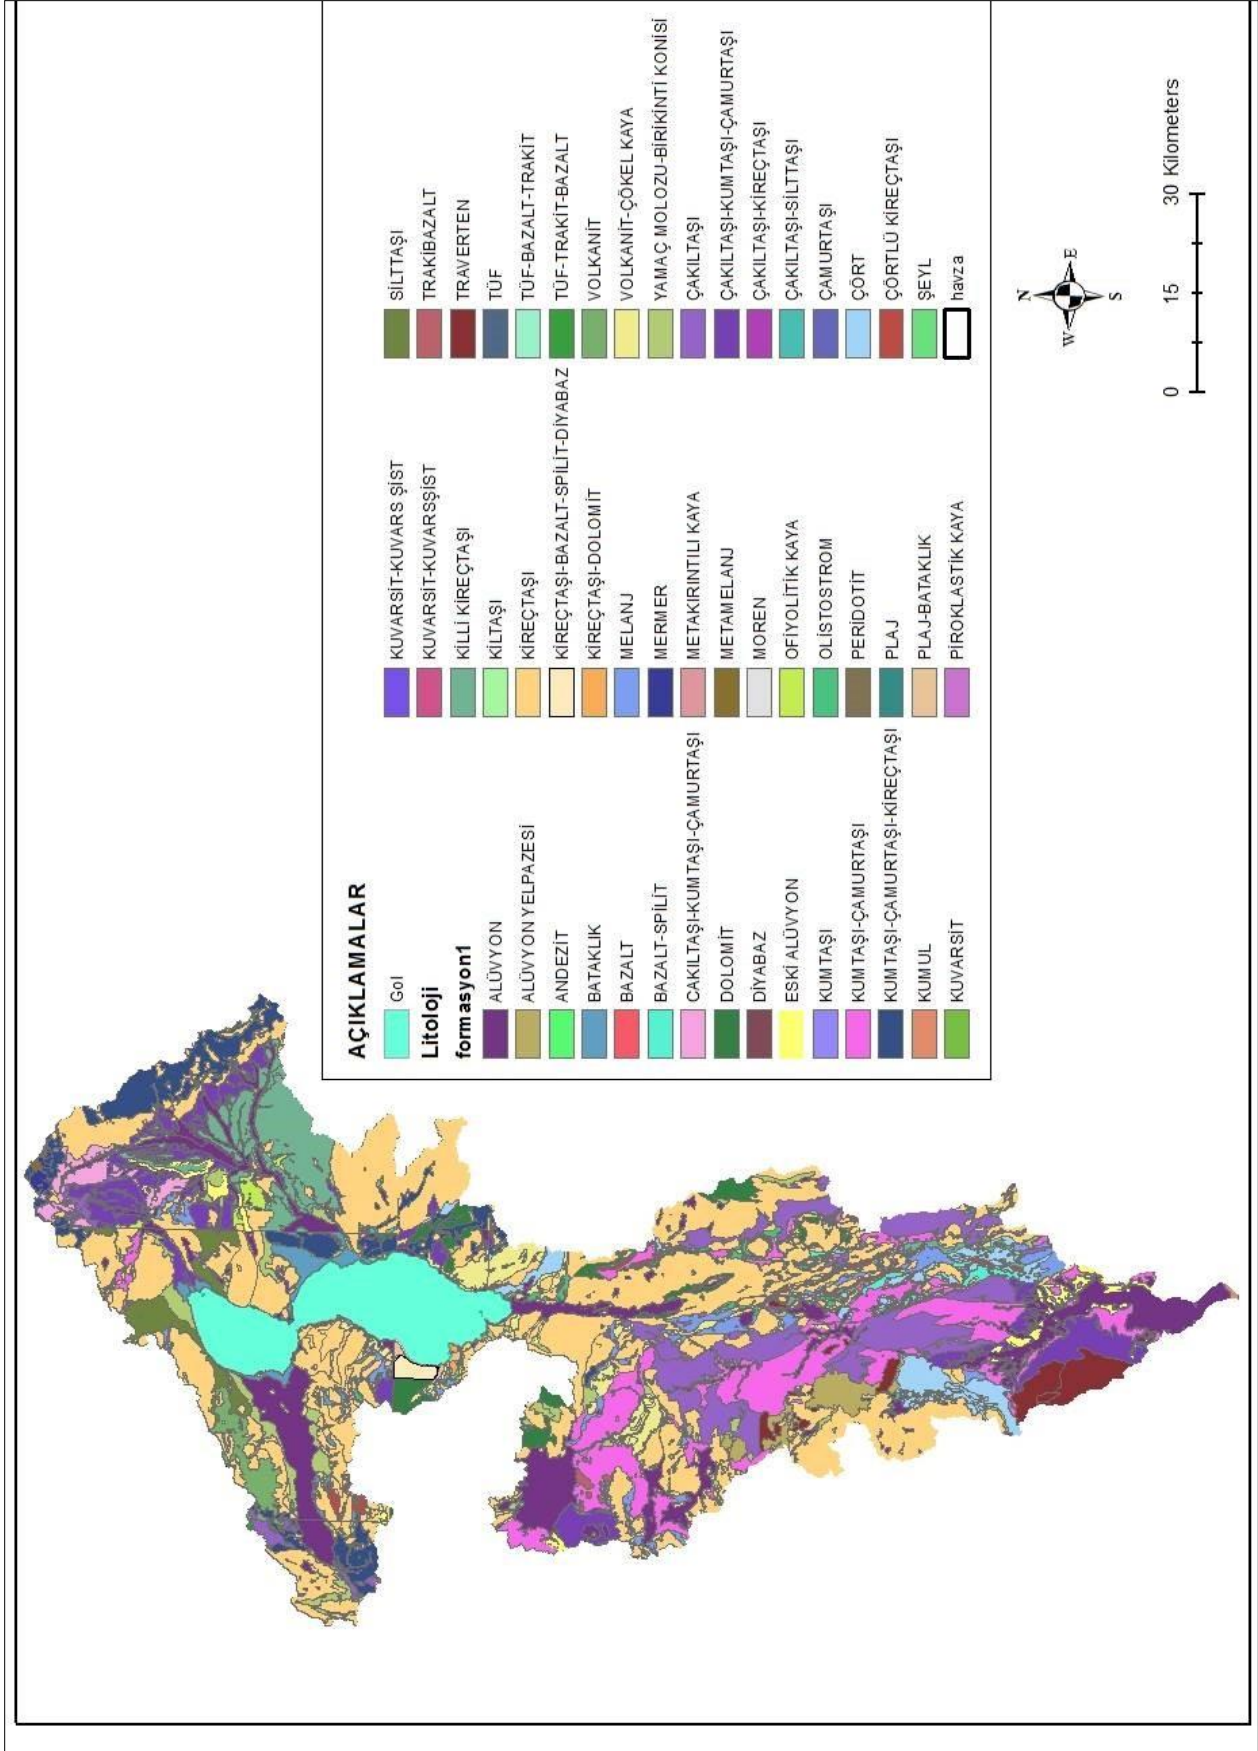 AÇIKLAMALAR
Gol
Litoloji
formasyon1
ALÜVYON
ALÜVYON YELPAZESİ
ANDEZİT
BATAKLIK
BAZALT
BAZALT-SPİLİT
CAKILTAŞI-KUMTAŞI-ÇAMURTAŞI
DOLOMİT
DİYABAZ
ESKİ ALÜVYON
KUMTAŞI
KUMTAŞI-ÇAMURTAŞI
KUMTAŞI-ÇAMURTAŞI-KİREÇTAŞI
KUMUL
KUVARSİT
KUVARSİT-KUVARS ŞİST
KUVARSİT-KUVARSŞİST
KİLLİ KİREÇTAŞI
KİLTAŞI
KİREÇTAŞI
KİREÇTAŞI-BAZALT-SPİLİT-DİYABAZ
KİREÇTAŞI-DOLOMİT
MELANJ
MERMER
METAKIRINTILI KAYA
METAMELANJ
MOREN
OFİYOLİTİK KAYA
OLİSTOSTROM
PERİDOTİT
PLAJ
PLAJ-BATAKLIK
PİROKLASTİK KAYA
SİLTTAŞI
TRAKİBAZALT
TRAVERTEN
TÜF
TÜF-BAZALT-TRAKİT
TÜF-TRAKİT-BAZALT
VOLKANİT
VOLKANİT-ÇÖKEL KAYA
YAMAÇ MOLOZU-BİRİKİNTİ KONİSİ
ÇAKILTAŞI
ÇAKILTAŞI-KUMTAŞI-ÇAMURTAŞI
ÇAKILTAŞI-KİREÇTAŞI
ÇAKILTAŞI-SİLTTAŞI
ÇAMURTAŞI
ÇÖRT
ÇÖRTLÜ KİREÇTAŞI
ŞEYL
havza
N
W E
S
0 15 30 Kilometers